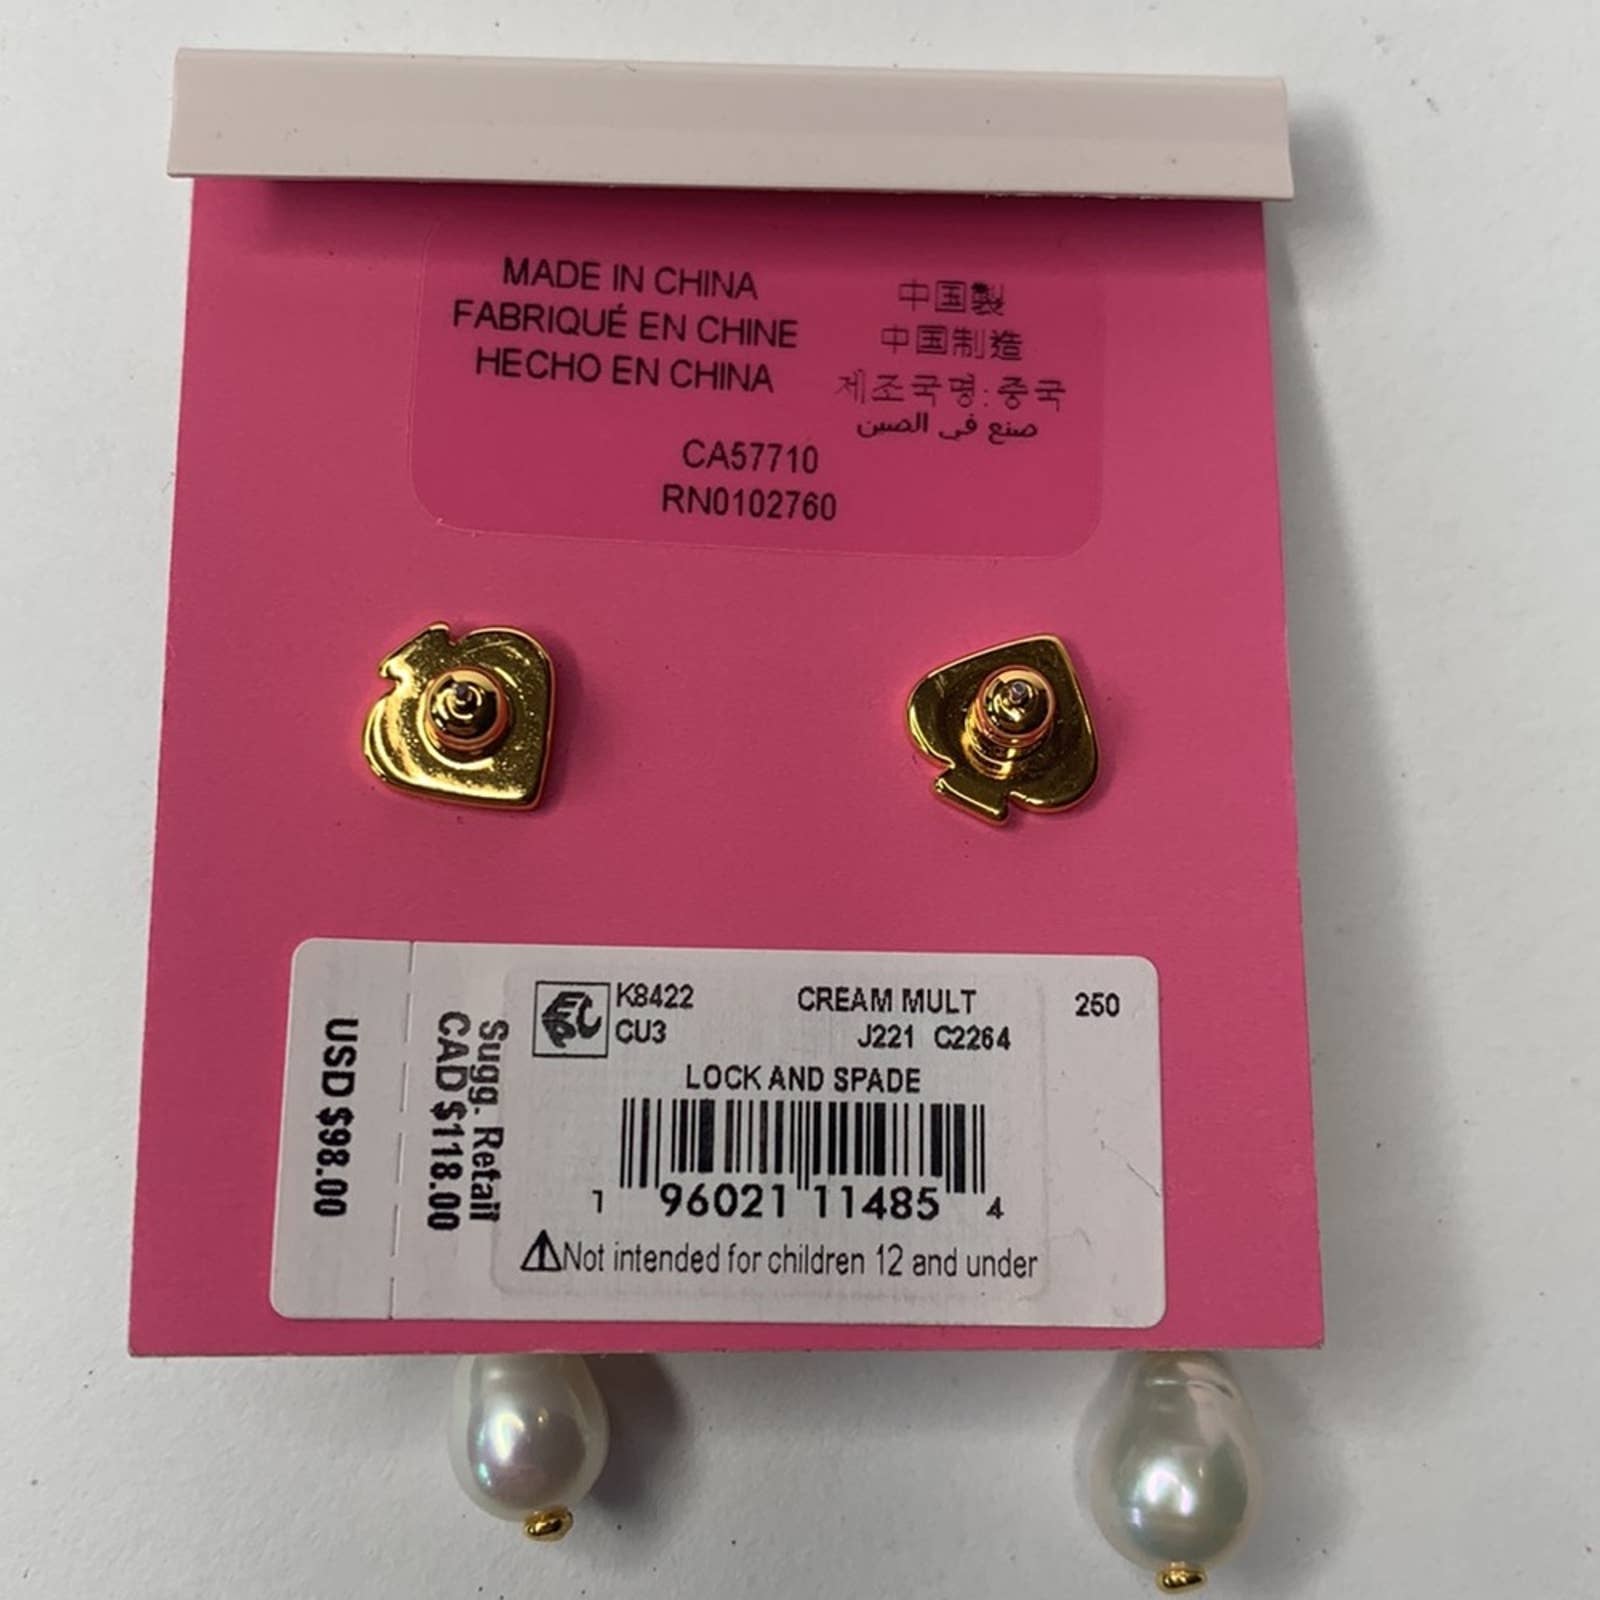 MADE IN CHINA
FABRIQUÉ EN CHINE
HECHO EN CHINA
中国製
中国制造
제조국명:중국
صنع في الصين
CA57710
RN0102760
USD $98.00
Sugg. Retail
CAD $118.00
K8422 CREAM MULT 250
CU3 J221 C2264
LOCK AND SPADE
1 96021 11485 4
Not intended for children 12 and under